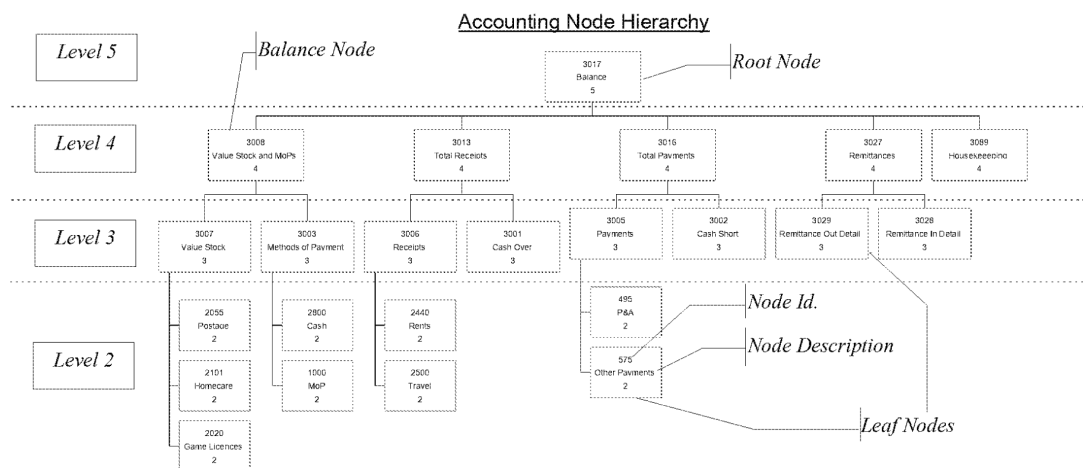 Accounting Node Hierarchy
Level 5
Balance Node
3017
Balance
5
Root Node
Level 4
3008
Value Stock and MoPs
4
3013
Total Receipts
4
3016
Total Payments
4
3027
Remittances
4
3089
Housekeeping
4
Level 3
3007
Value Stock
3
3003
Methods of Payment
3
3006
Receipts
3
3001
Cash Over
3
3005
Payments
3
3002
Cash Short
3
3029
Remittance Out Detail
3
3028
Remittance In Detail
3
Level 2
2055
Postage
2
2800
Cash
2
2440
Rents
2
495
P&A
2
Node Id.
2101
Homecare
2
1000
MoP
2
2500
Travel
2
575
Other Payments
2
Node Description
2020
Game Licences
2
Leaf Nodes